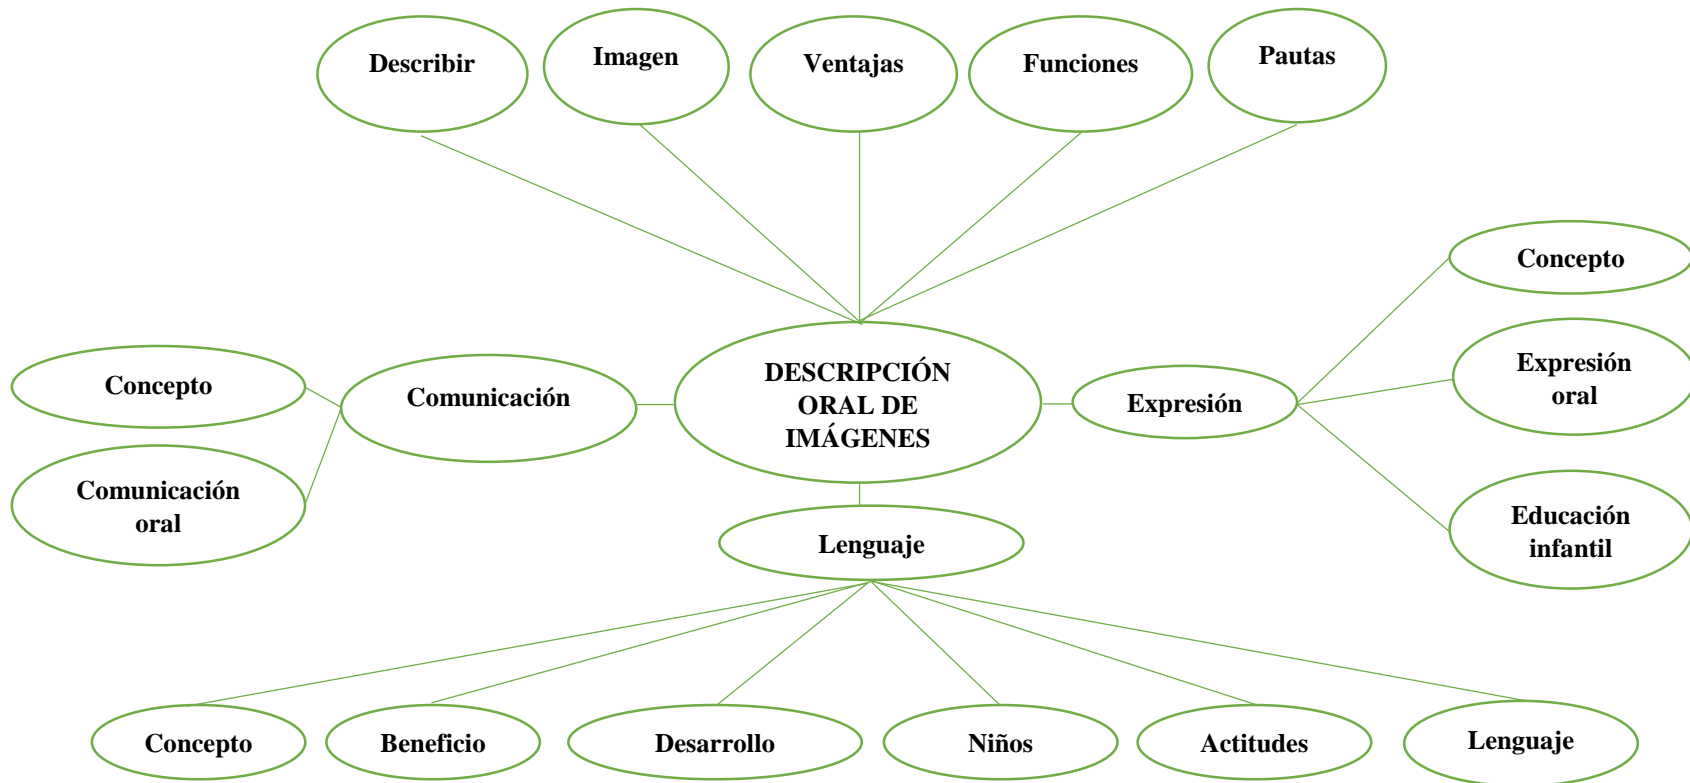 Describir
Imagen
Ventajas
Funciones
Pautas
Concepto
Expresión
oral
Educación
infantil
Expresión
DESCRIPCIÓN
ORAL DE
IMÁGENES
Comunicación
Concepto
Comunicación
oral
Lenguaje
Concepto
Beneficio
Desarrollo
Niños
Actitudes
Lenguaje